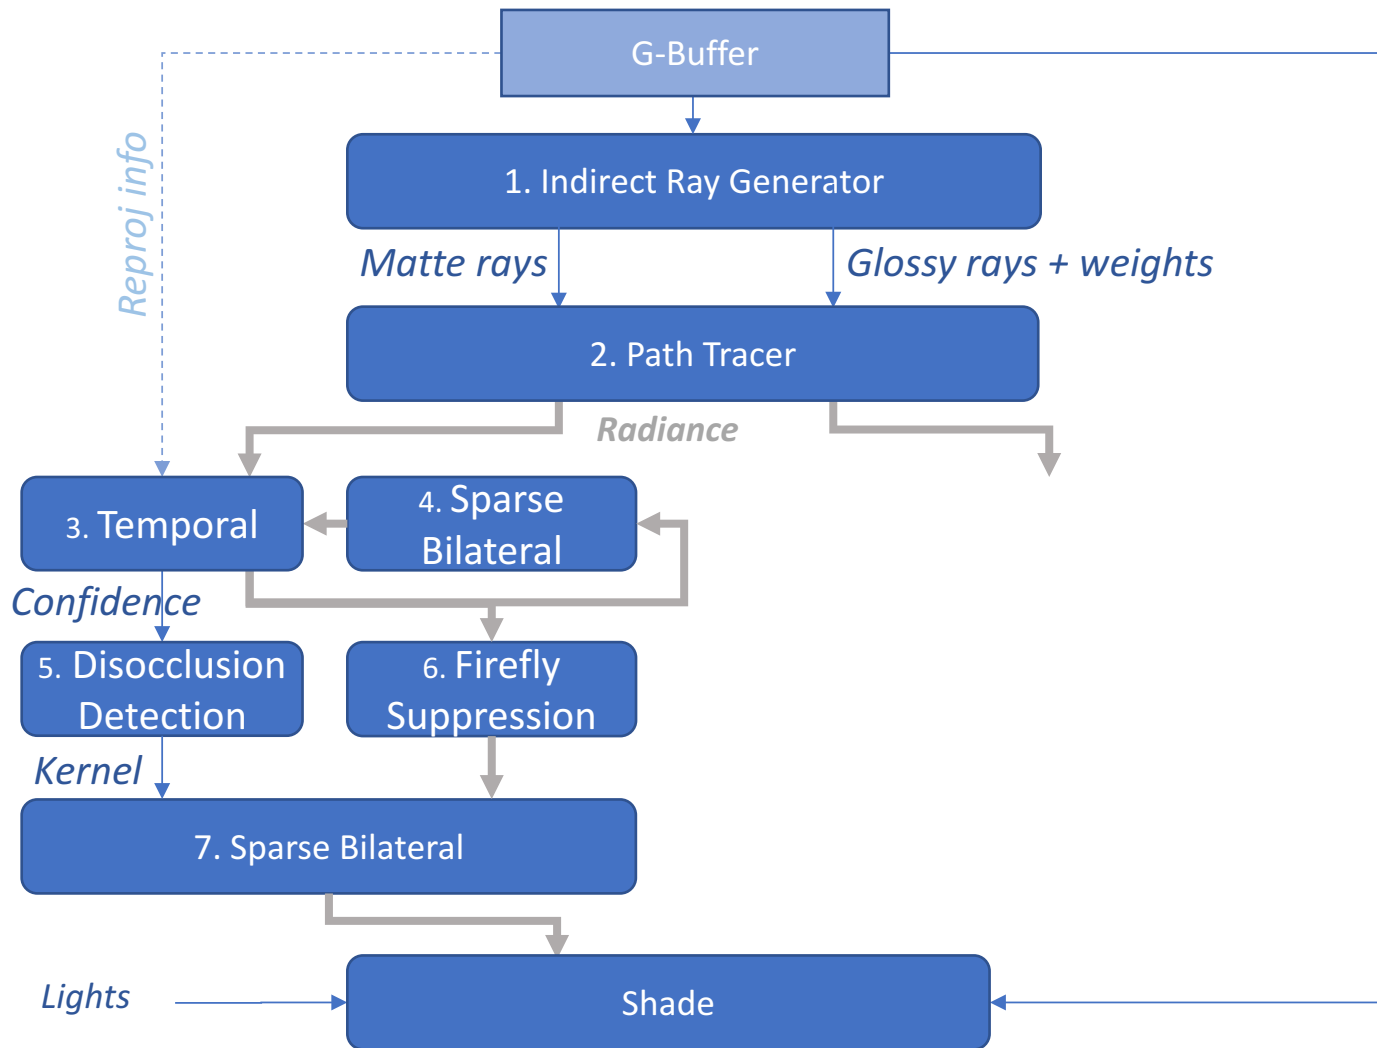 G-Buffer
Reproj info
1. Indirect Ray Generator
Matte rays
Glossy rays + weights
2. Path Tracer
Radiance
3. Temporal
4. Sparse
Bilateral
Confidence
5. Disocclusion
Detection
6. Firefly
Suppression
Kernel
7. Sparse Bilateral
Lights
Shade